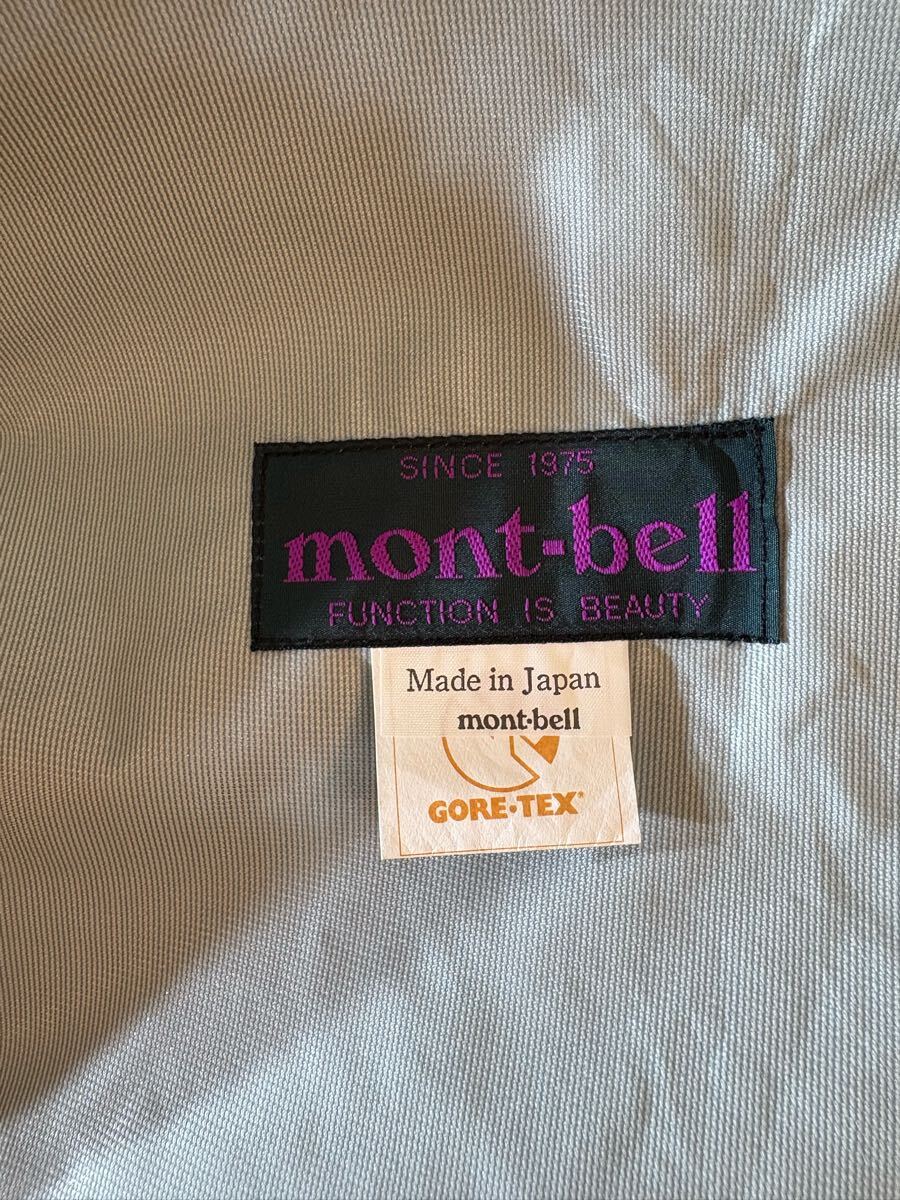 SINCE 1975
mont-bell
FUNCTION IS BEAUTY
Made in Japan
mont·bell
GORE·TEX®